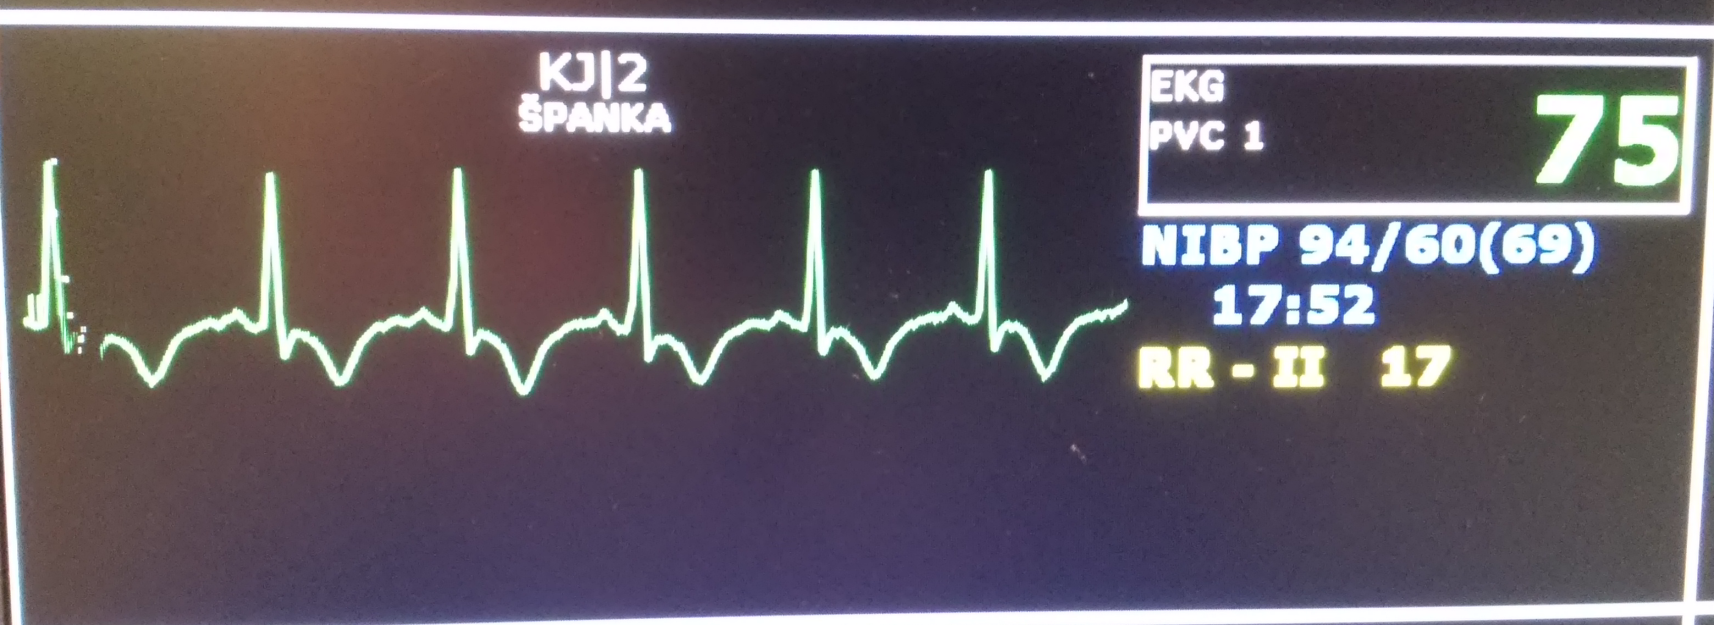 KJ|2
ŠPANKA
EKG
75
PVC 1
NIBP 94/60(69)
17:52
RR - II 17